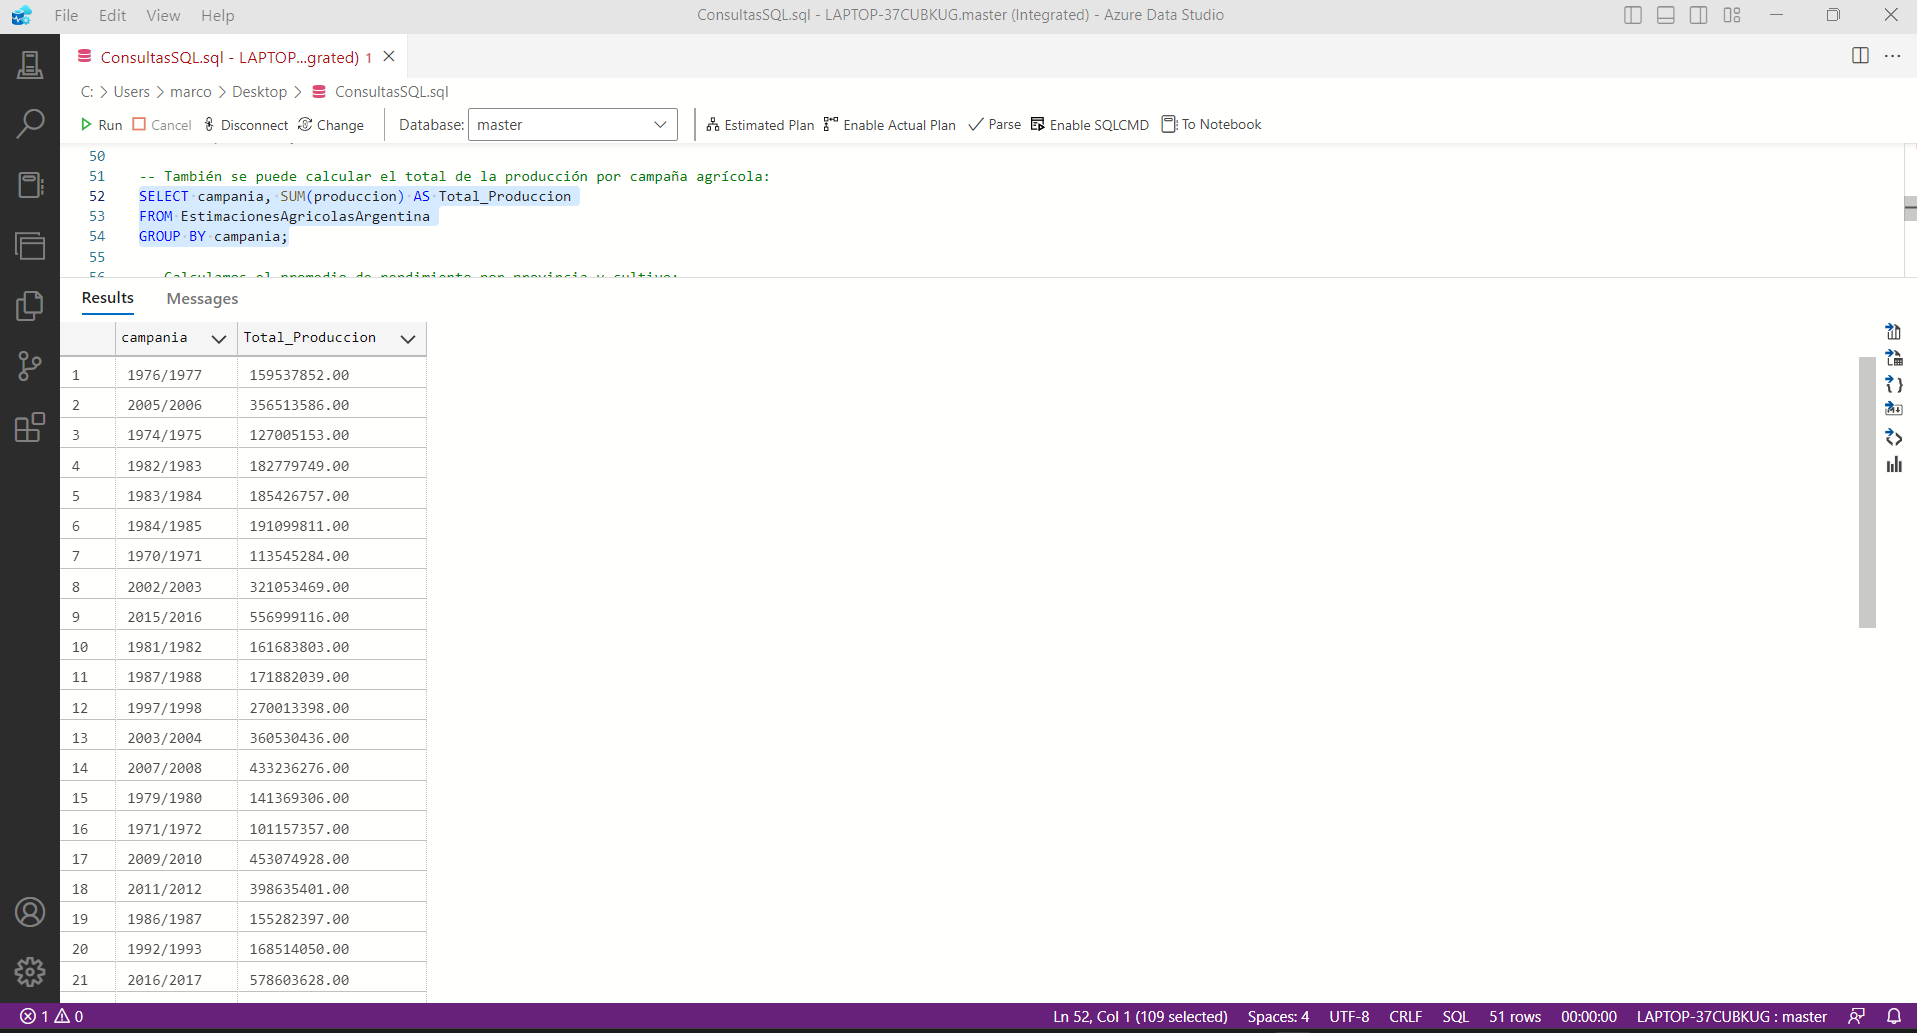 File Edit View Help ConsultasSQL.sql - LAPTOP-37CUBKUG.master (Integrated) - Azure Data Studio
ConsultasSQL.sql - LAPTOP...grated) 1
C: > Users > marco > Desktop > ConsultasSQL.sql
Run Cancel Disconnect Change Database: master Estimated Plan Enable Actual Plan Parse Enable SQLCMD To Notebook
50
51 -- También se puede calcular el total de la producción por campaña agrícola:
52 SELECT campania, SUM(produccion) AS Total_Produccion
53 FROM EstimacionesAgricolasArgentina
54 GROUP BY campania;
55
56 Calculamos el promedio de rendimiento por provincia y cultivo:
Results Messages
campania Total_Produccion
1 1976/1977 159537852.00
2 2005/2006 356513586.00
3 1974/1975 127005153.00
4 1982/1983 182779749.00
5 1983/1984 185426757.00
6 1984/1985 191099811.00
7 1970/1971 113545284.00
8 2002/2003 321053469.00
9 2015/2016 556999116.00
10 1981/1982 161683803.00
11 1987/1988 171882039.00
12 1997/1998 270013398.00
13 2003/2004 360530436.00
14 2007/2008 433236276.00
15 1979/1980 141369306.00
16 1971/1972 101157357.00
17 2009/2010 453074928.00
18 2011/2012 398635401.00
19 1986/1987 155282397.00
20 1992/1993 168514050.00
21 2016/2017 578603628.00
1 0 Ln 52, Col 1 (109 selected) Spaces: 4 UTF-8 CRLF SQL 51 rows 00:00:00 LAPTOP-37CUBKUG : master